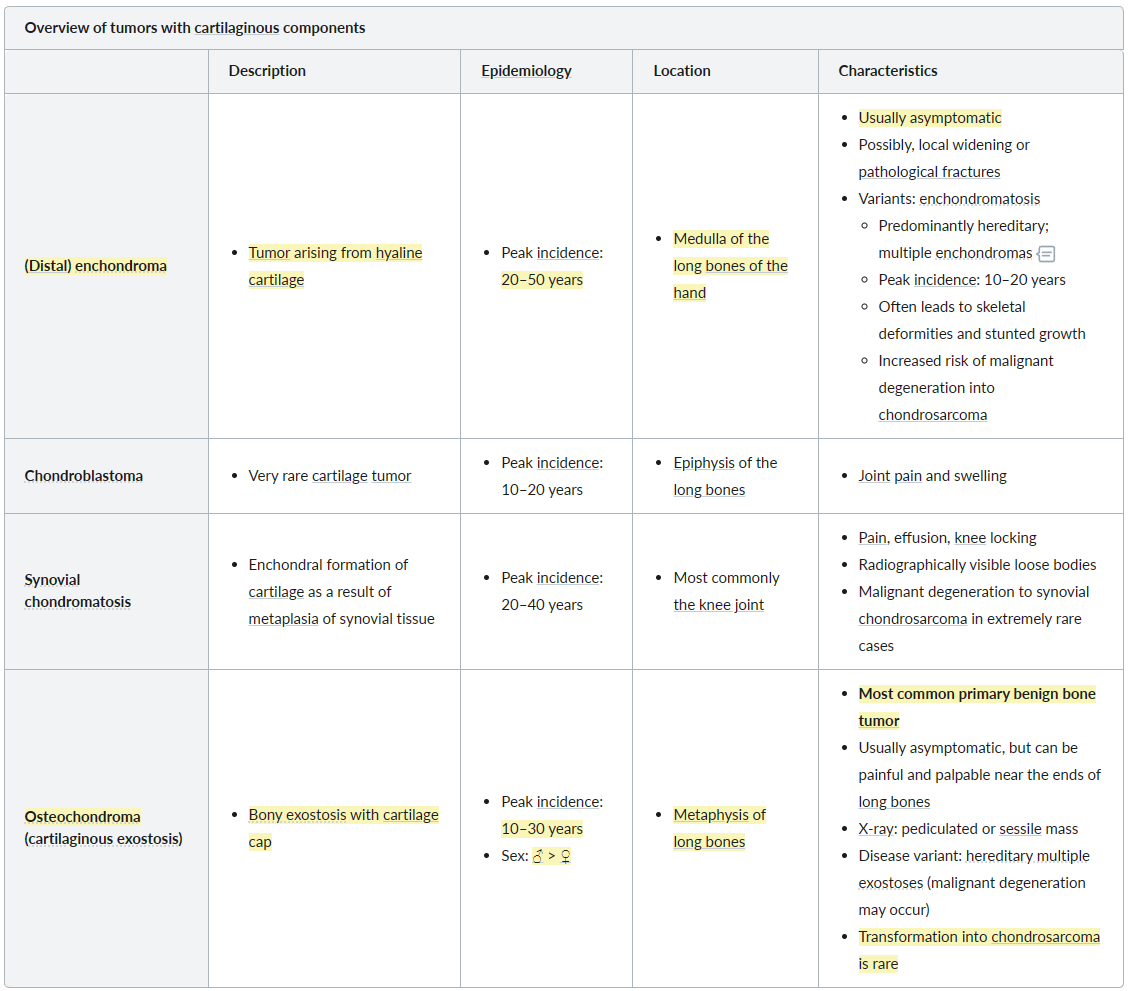 Overview of tumors with cartilaginous components
Description
Epidemiology
Location
Characteristics
(Distal) enchondroma
• Tumor arising from hyaline
cartilage
• Peak incidence:
20–50 years
• Medulla of the
long bones of the
hand
• Usually asymptomatic
• Possibly, local widening or
pathological fractures
• Variants: enchondromatosis
◦ Predominantly hereditary;
multiple enchondromas
◦ Peak incidence: 10–20 years
◦ Often leads to skeletal
deformities and stunted growth
◦ Increased risk of malignant
degeneration into
chondrosarcoma
Chondroblastoma
• Very rare cartilage tumor
• Peak incidence:
10–20 years
• Epiphysis of the
long bones
• Joint pain and swelling
Synovial
chondromatosis
• Enchondral formation of
cartilage as a result of
metaplasia of synovial tissue
• Peak incidence:
20–40 years
• Most commonly
the knee joint
• Pain, effusion, knee locking
• Radiographically visible loose bodies
• Malignant degeneration to synovial
chondrosarcoma in extremely rare
cases
Osteochondroma
(cartilaginous exostosis)
• Bony exostosis with cartilage
cap
• Peak incidence:
10–30 years
• Sex: ♂ > ♀
• Metaphysis of
long bones
• Most common primary benign bone
tumor
• Usually asymptomatic, but can be
painful and palpable near the ends of
long bones
• X-ray: pediculated or sessile mass
• Disease variant: hereditary multiple
exostoses (malignant degeneration
may occur)
• Transformation into chondrosarcoma
is rare